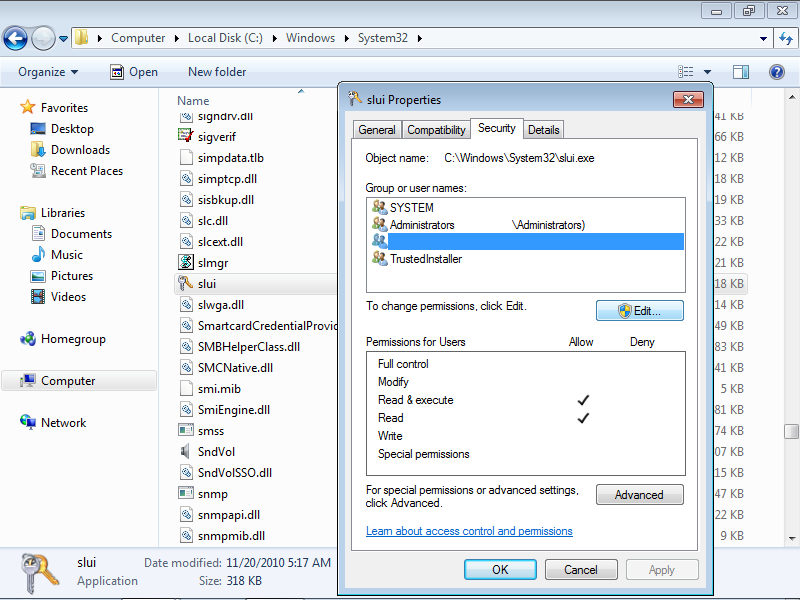 Computer Local Disk (C:) Windows System32
Organize Open New folder
Favorites
Desktop
Downloads
Recent Places
Libraries
Documents
Music
Pictures
Videos
Homegroup
Computer
Network
Name
signdrv.dll
sigverif
simpdata.tlb
simptcp.dll
sisbkup.dll
slc.dll
slcext.dll
slmgr
slui
slwga.dll
SmartcardCredentialProvid
SMBHelperClass.dll
SMCNative.dll
smi.mib
SmiEngine.dll
smss
SndVol
SndVolSSO.dll
snmp
snmpapi.dll
snmpmib.dll
slui Properties
General Compatibility Security Details
Object name: C:\Windows\System32\slui.exe
Group or user names:
SYSTEM
Administrators \Administrators)
TrustedInstaller
To change permissions, click Edit.
Edit...
Permissions for Users Allow Deny
Full control
Modify
Read & execute
Read
Write
Special permissions
For special permissions or advanced settings,
click Advanced.
Advanced
Learn about access control and permissions
OK Cancel Apply
41 KB
66 KB
12 KB
18 KB
19 KB
33 KB
22 KB
21 KB
18 KB
14 KB
49 KB
83 KB
41 KB
5 KB
81 KB
74 KB
07 KB
15 KB
47 KB
22 KB
9 KB
slui Date modified: 11/20/2010 5:17 AM
Application Size: 318 KB